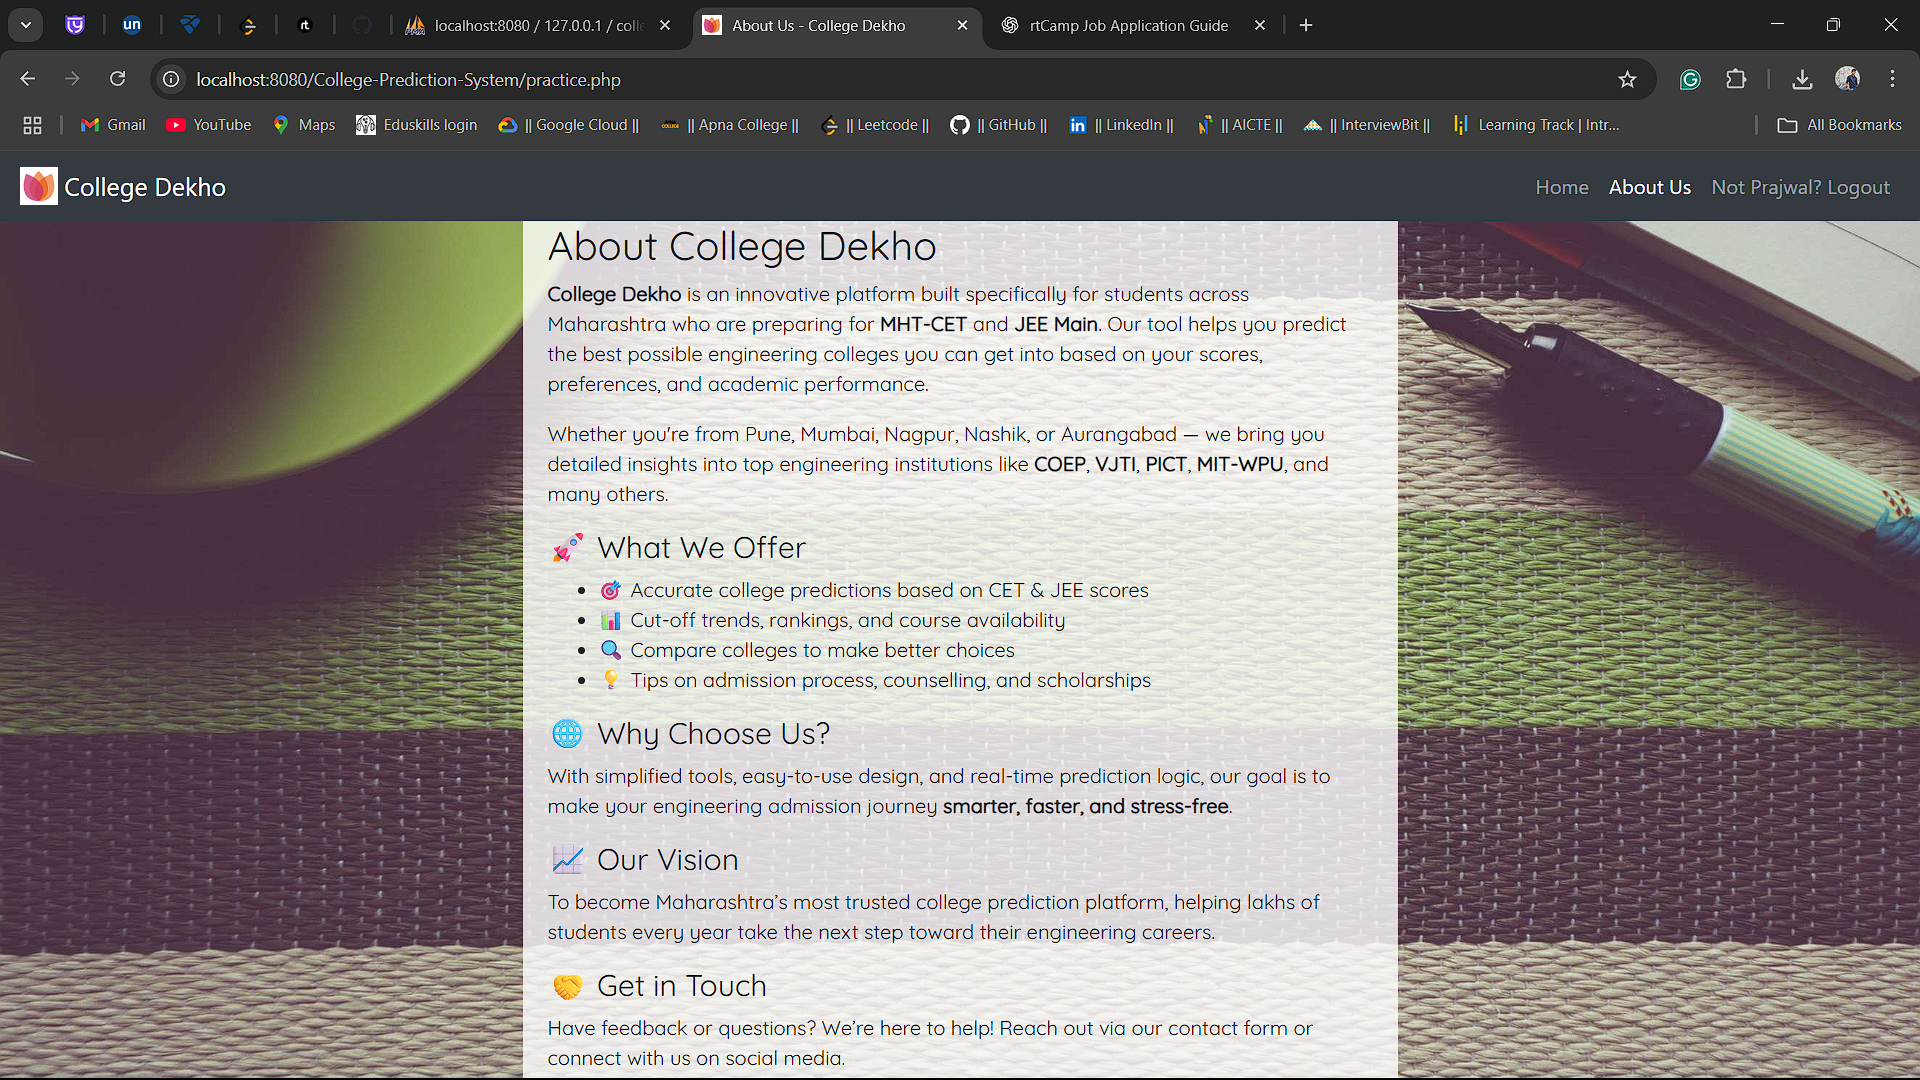 un
rt
localhost:8080 / 127.0.0.1 / coll
About Us - College Dekho
rtCamp Job Application Guide
localhost:8080/College-Prediction-System/practice.php
Gmail
YouTube
Maps
Eduskills login
|| Google Cloud ||
|| Apna College ||
|| Leetcode ||
|| GitHub ||
|| LinkedIn ||
|| AICTE ||
|| InterviewBit ||
Learning Track | Intr...
All Bookmarks
College Dekho
Home
About Us
Not Prajwal? Logout
About College Dekho
College Dekho is an innovative platform built specifically for students across
Maharashtra who are preparing for MHT-CET and JEE Main. Our tool helps you predict
the best possible engineering colleges you can get into based on your scores,
preferences, and academic performance.
Whether you're from Pune, Mumbai, Nagpur, Nashik, or Aurangabad — we bring you
detailed insights into top engineering institutions like COEP, VJTI, PICT, MIT-WPU, and
many others.
🚀 What We Offer
• 🎯 Accurate college predictions based on CET & JEE scores
• 📊 Cut-off trends, rankings, and course availability
• 🔍 Compare colleges to make better choices
• 💡 Tips on admission process, counselling, and scholarships
🌐 Why Choose Us?
With simplified tools, easy-to-use design, and real-time prediction logic, our goal is to
make your engineering admission journey smarter, faster, and stress-free.
📈 Our Vision
To become Maharashtra’s most trusted college prediction platform, helping lakhs of
students every year take the next step toward their engineering careers.
🤝 Get in Touch
Have feedback or questions? We’re here to help! Reach out via our contact form or
connect with us on social media.